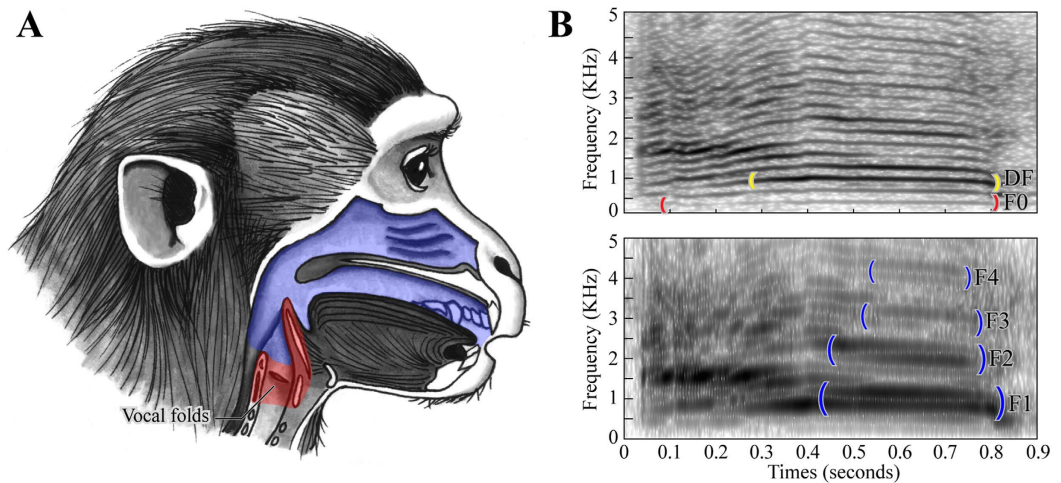 A
Vocal folds
B
Frequency (KHz)
5
4
3
2
1
0
DF
F0
Frequency (KHz)
5
4
3
2
1
0
F4
F3
F2
F1
0 0.1 0.2 0.3 0.4 0.5 0.6 0.7 0.8 0.9
Times (seconds)